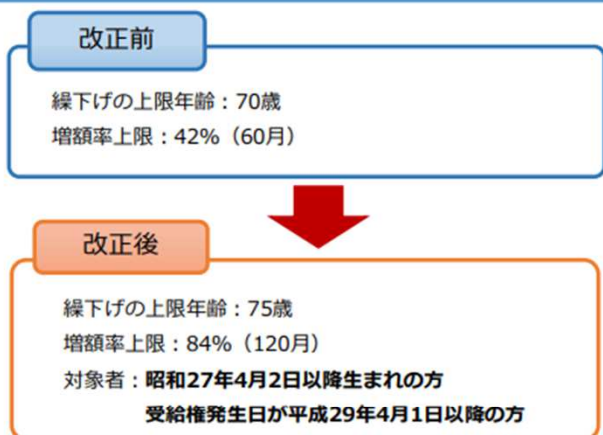 改正前
繰下げの上限年齢：70歳
増額率上限：42%（60月）
改正後
繰下げの上限年齢：75歳
増額率上限：84%（120月）
対象者：昭和27年4月2日以降生まれの方
受給権発生日が平成29年4月1日以降の方